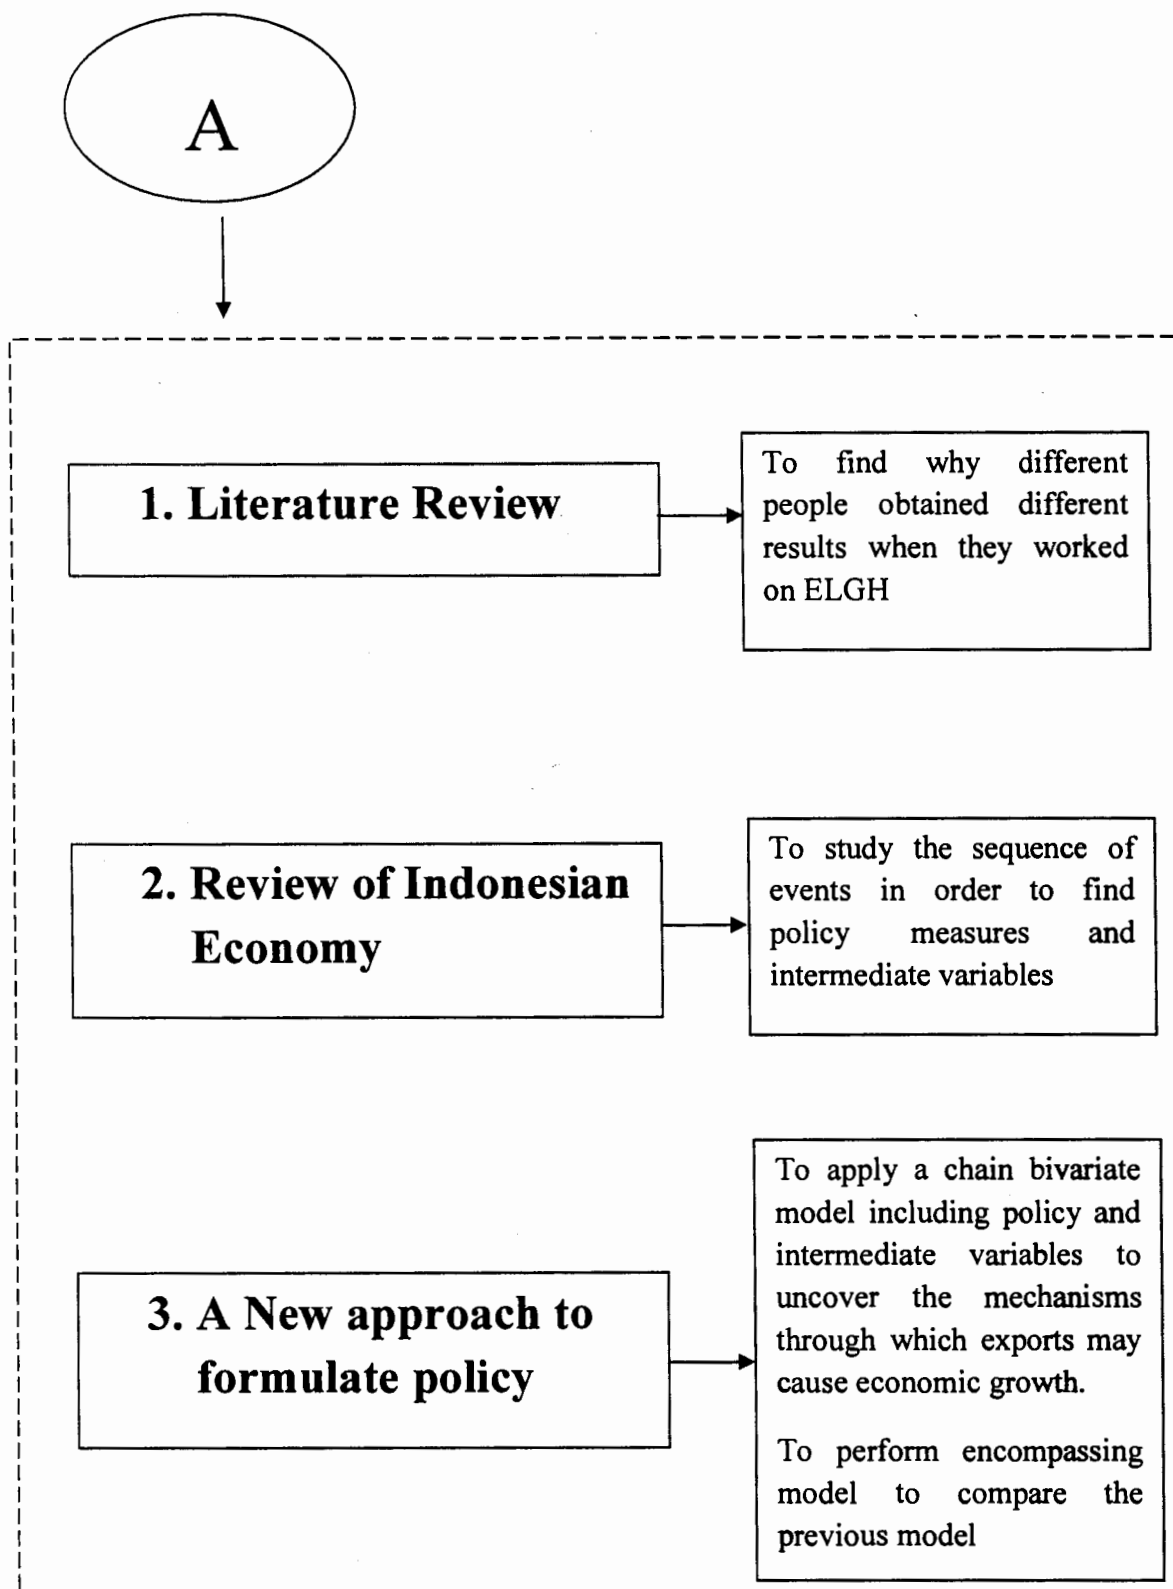 A
1. Literature Review
To find why different
people obtained different
results when they worked
on ELGH
2. Review of Indonesian
Economy
To study the sequence of
events in order to find
policy measures and
intermediate variables
3. A New approach to
formulate policy
To apply a chain bivariate
model including policy and
intermediate variables to
uncover the mechanisms
through which exports may
cause economic growth.
To perform encompassing
model to compare the
previous model